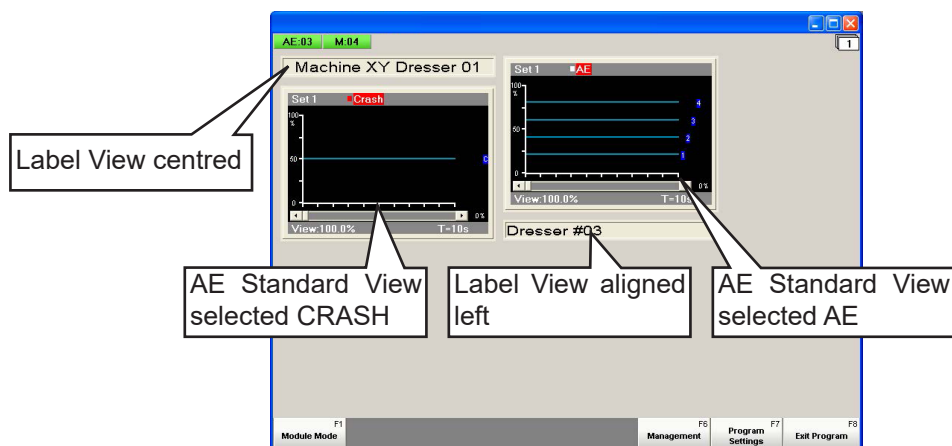 AE:03 M:04
1
Machine XY Dresser 01
Set 1 Crash
100
%
50
C
0
0%
View:100.0% T=10s
Set 1 AE
100
%
4
3
50
2
1
0
0%
View:100.0% T=10s
Dresser #03
Label View centred
AE Standard View
selected CRASH
Label View aligned
left
AE Standard View
selected AE
F1
Module Mode
F6
Management
F7
Program
Settings
F8
Exit Program